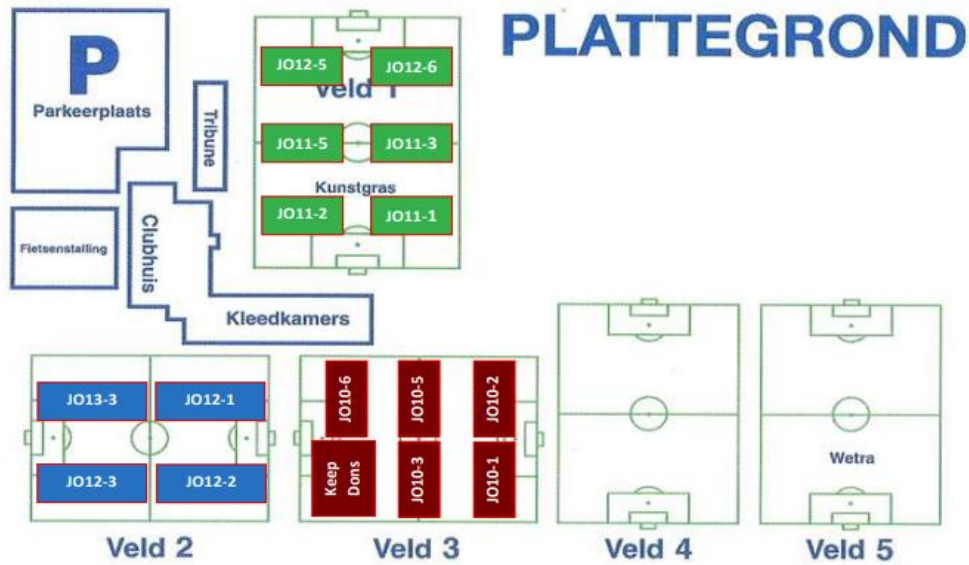 PLATTEGROND
P
Parkeerplaats
Tribune
Fietsenstalling
Clubhuis
Kleedkamers
JO12-5
JO12-6
Veld 1
JO11-5
JO11-3
Kunstgras
JO11-2
JO11-1
JO13-3
JO12-1
JO12-3
JO12-2
Veld 2
JO10-6
JO10-5
JO10-2
Keep
Dons
JO10-3
JO10-1
Veld 3
Veld 4
Wetra
Veld 5